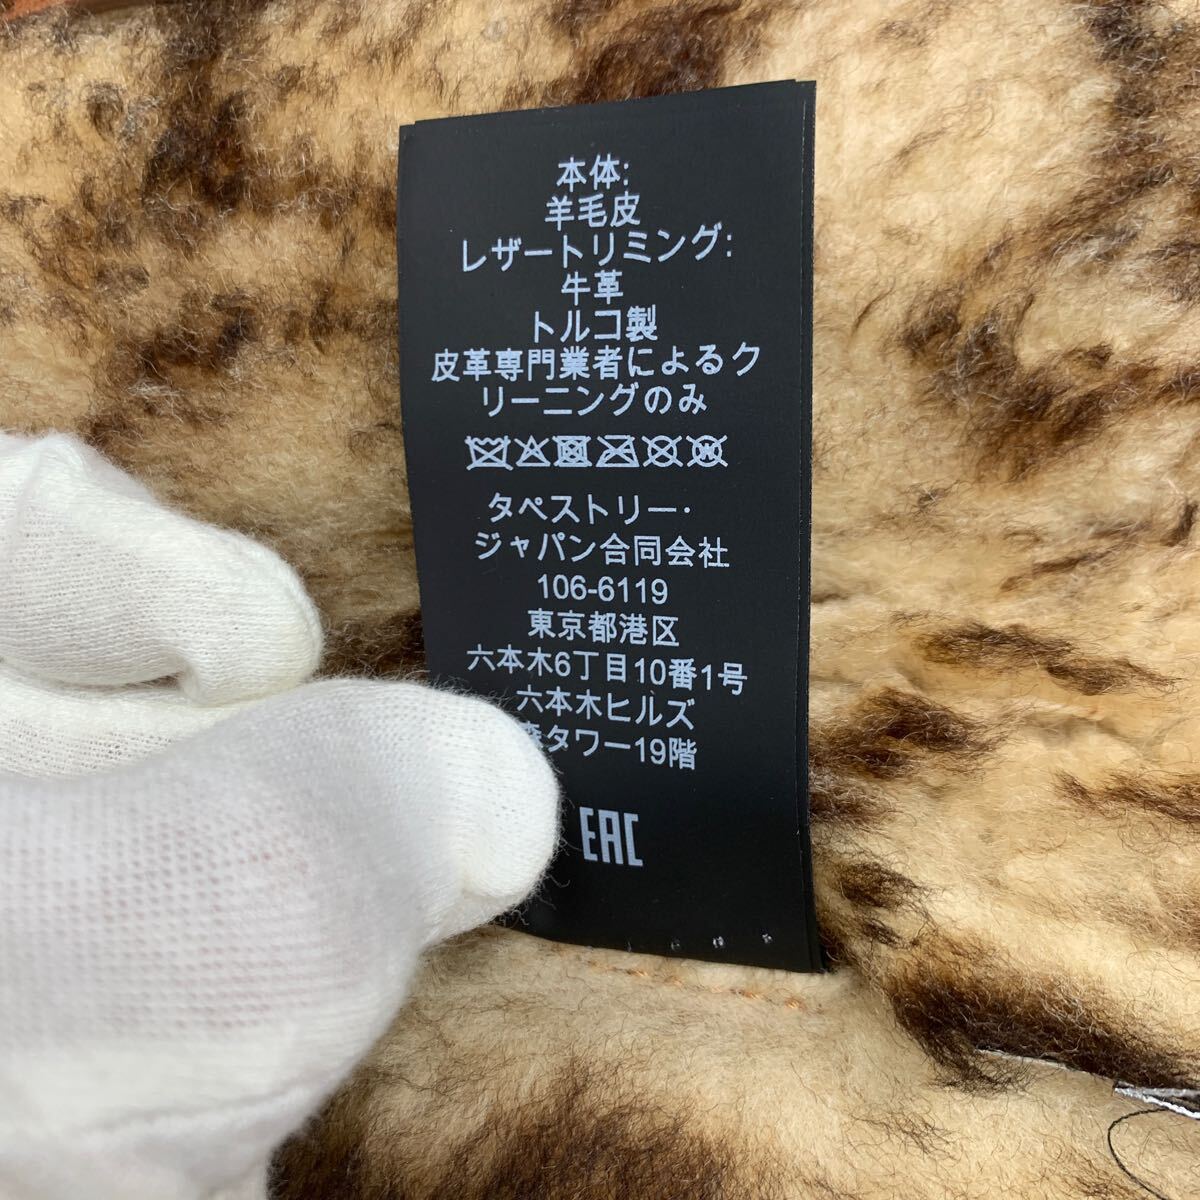 本体:
羊毛皮
レザートリミング:
牛革
トルコ製
皮革専門業者によるク
リーニングのみ
W
タペストリー・
ジャパン合同会社
106-6119
東京都港区
六本木6丁目10番1号
六本木ヒルズ
森タワー19階
EAC